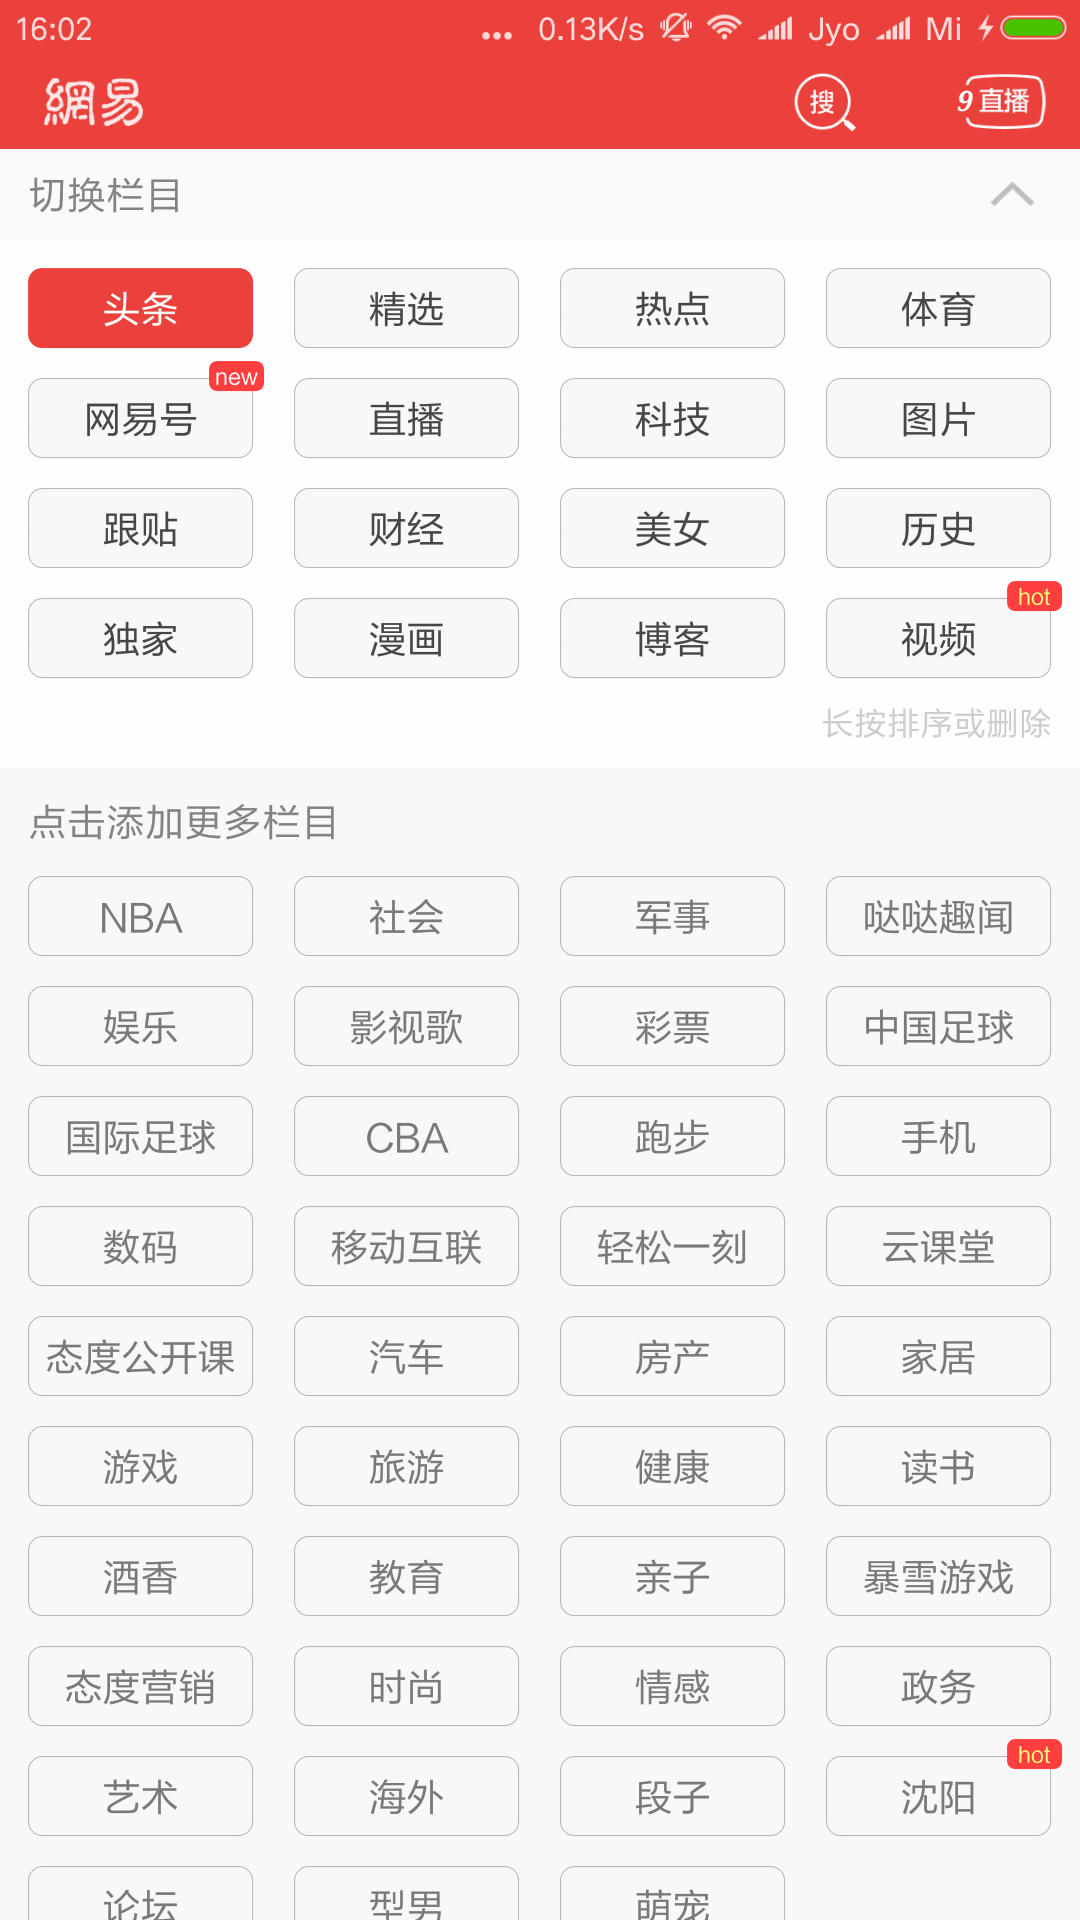 16:02 ... 0.13K/s Jyo Mi
網易 搜 9直播
切换栏目
头条 精选 热点 体育
new
网易号 直播 科技 图片
跟贴 财经 美女 历史
hot
独家 漫画 博客 视频
长按排序或删除
点击添加更多栏目
NBA 社会 军事 哒哒趣闻
娱乐 影视歌 彩票 中国足球
国际足球 CBA 跑步 手机
数码 移动互联 轻松一刻 云课堂
态度公开课 汽车 房产 家居
游戏 旅游 健康 读书
酒香 教育 亲子 暴雪游戏
态度营销 时尚 情感 政务
hot
艺术 海外 段子 沈阳
论坛 型男 萌宠